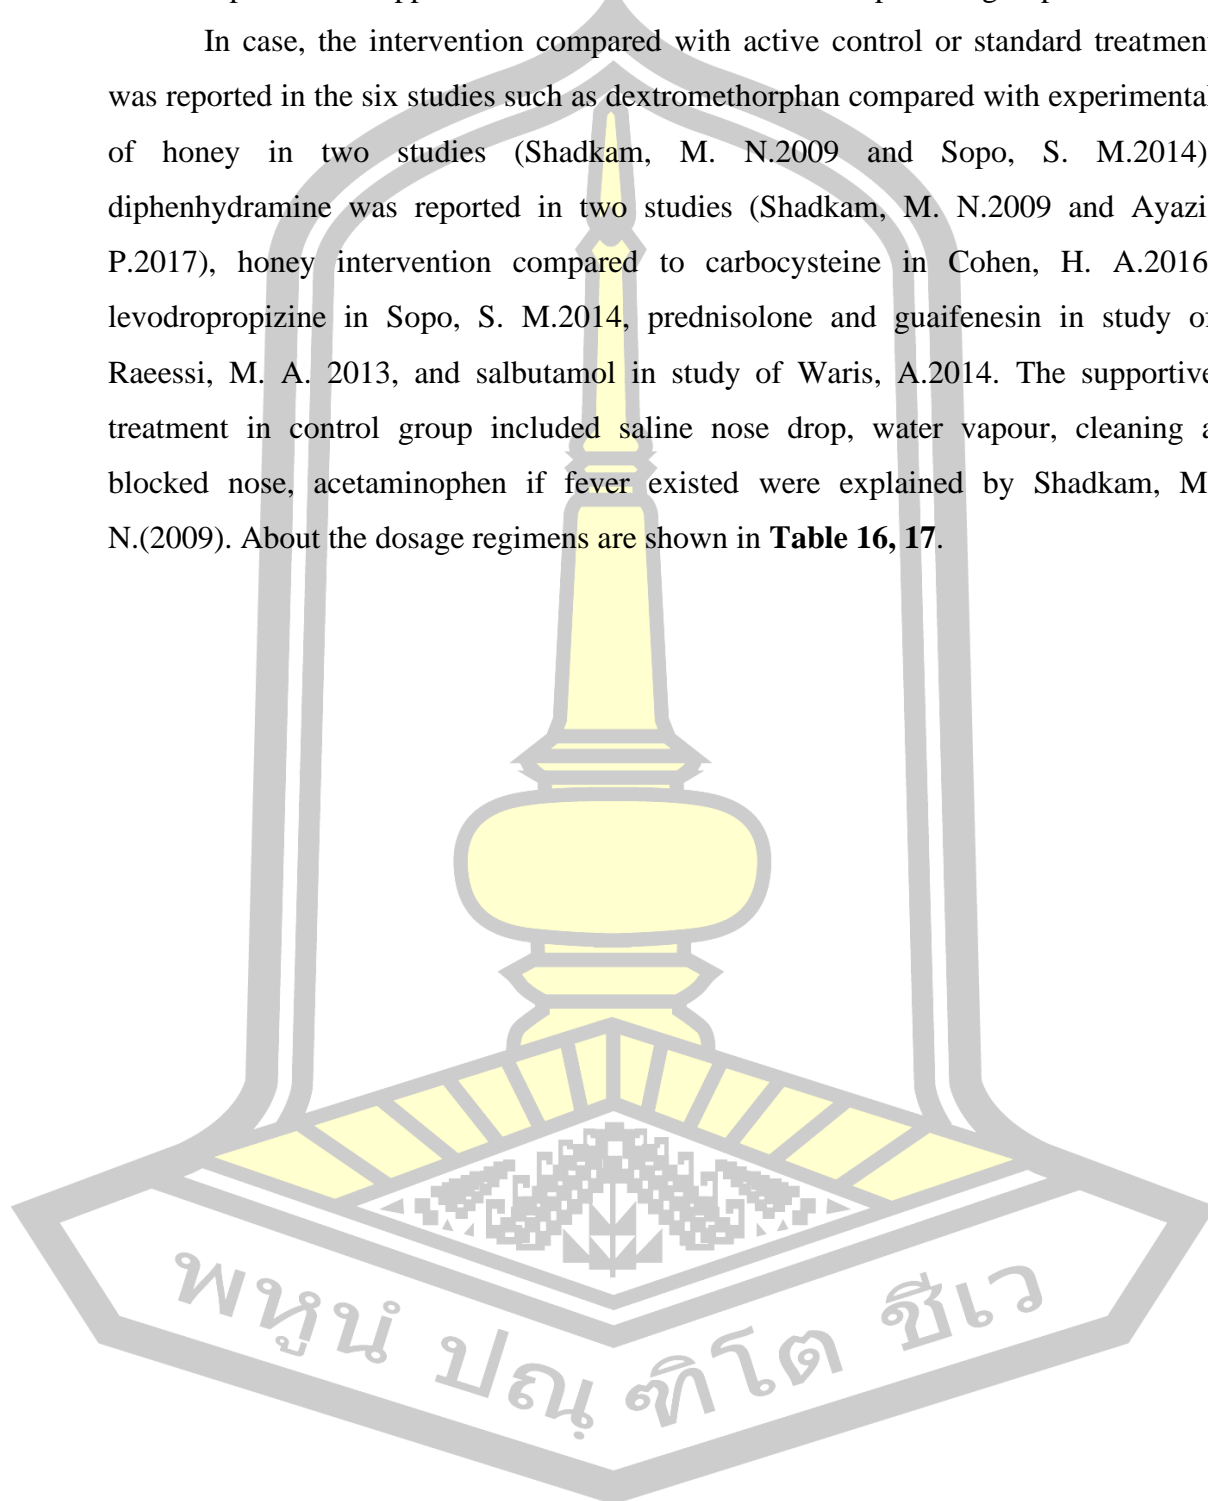 In case, the intervention compared with active control or standard treatment
was reported in the six studies such as dextromethorphan compared with experimental
of honey in two studies (Shadkam, M. N.2009 and Sopo, S. M.2014)
diphenhydramine was reported in two studies (Shadkam, M. N.2009 and Ayazi
P.2017), honey intervention compared to carbocysteine in Cohen, H. A.2016
levodropropizine in Sopo, S. M.2014, prednisolone and guaifenesin in study of
Raeessi, M. A. 2013, and salbutamol in study of Waris, A.2014. The supportive
treatment in control group included saline nose drop, water vapour, cleaning a
blocked nose, acetaminophen if fever existed were explained by Shadkam, M
N.(2009). About the dosage regimens are shown in Table 16, 17.
พหูนํ ปณฺฑิโต ชีเว